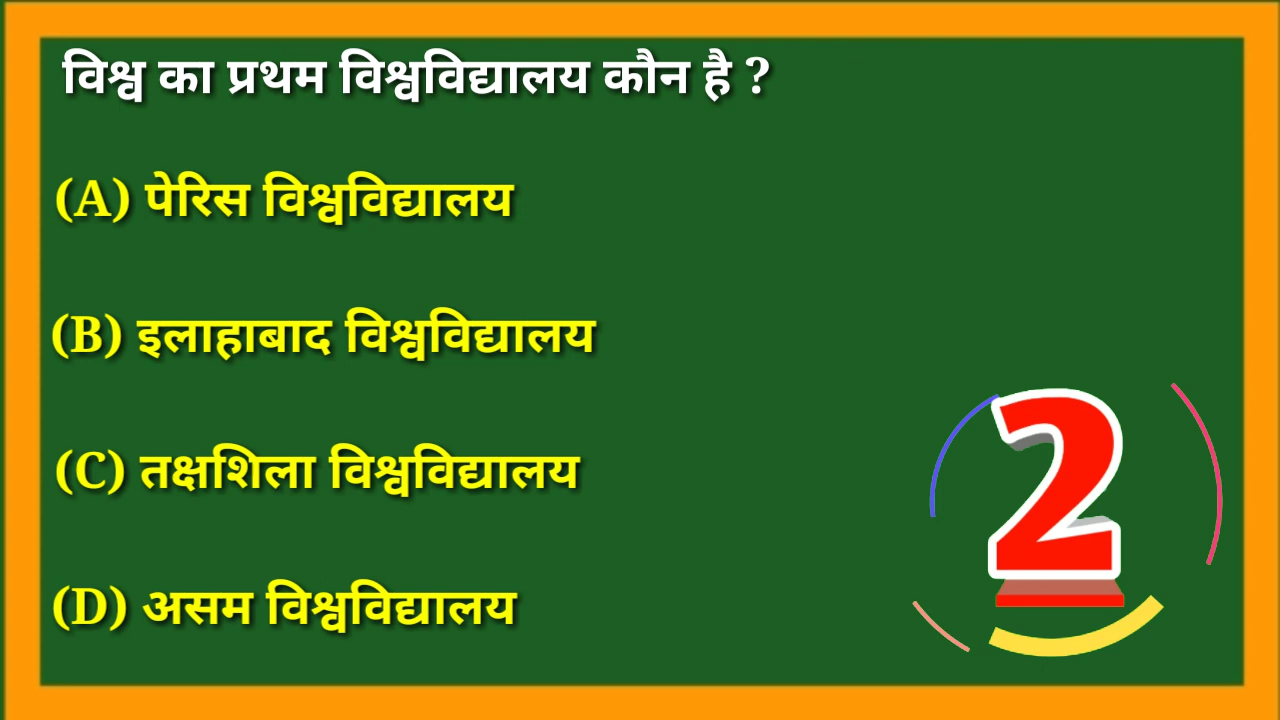 विश्व का प्रथम विश्वविद्यालय कौन है ?
(A) पेरिस विश्वविद्यालय
(B) इलाहाबाद विश्वविद्यालय
(C) तक्षशिला विश्वविद्यालय
(D) असम विश्वविद्यालय
2